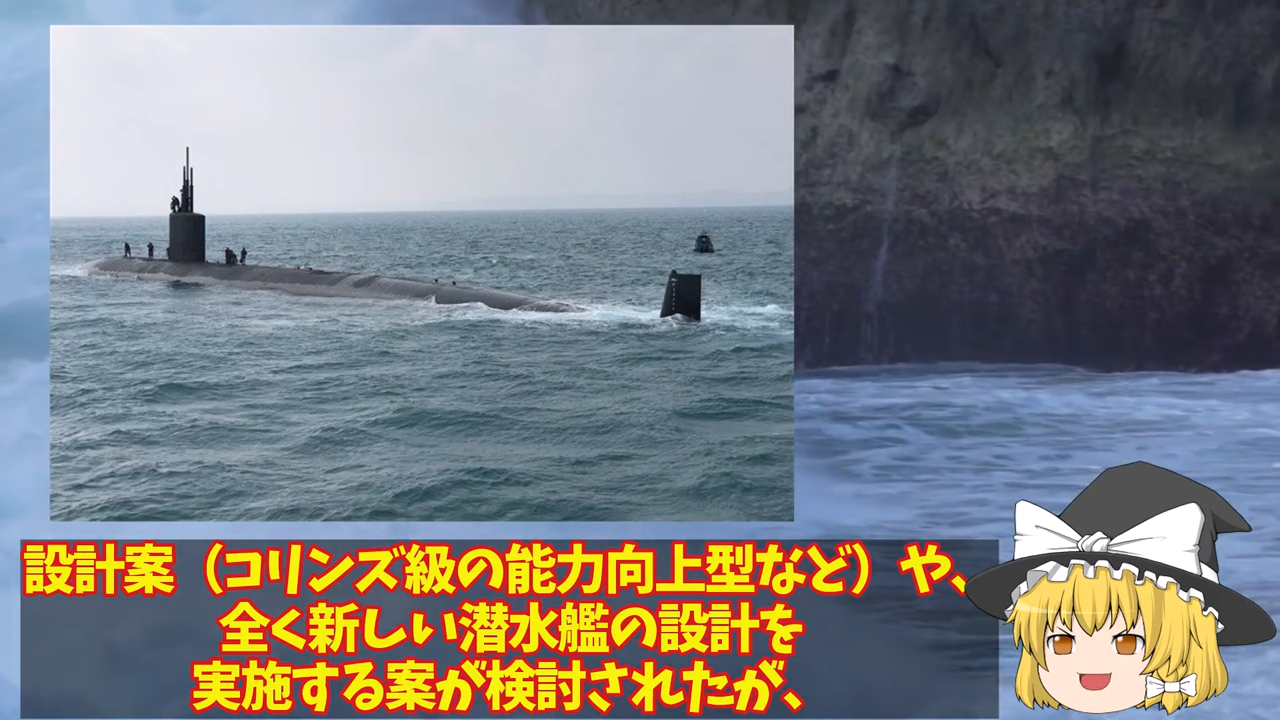 設計案（コリンズ級の能力向上型など）や、
全く新しい潜水艦の設計を
実施する案が検討されたが、